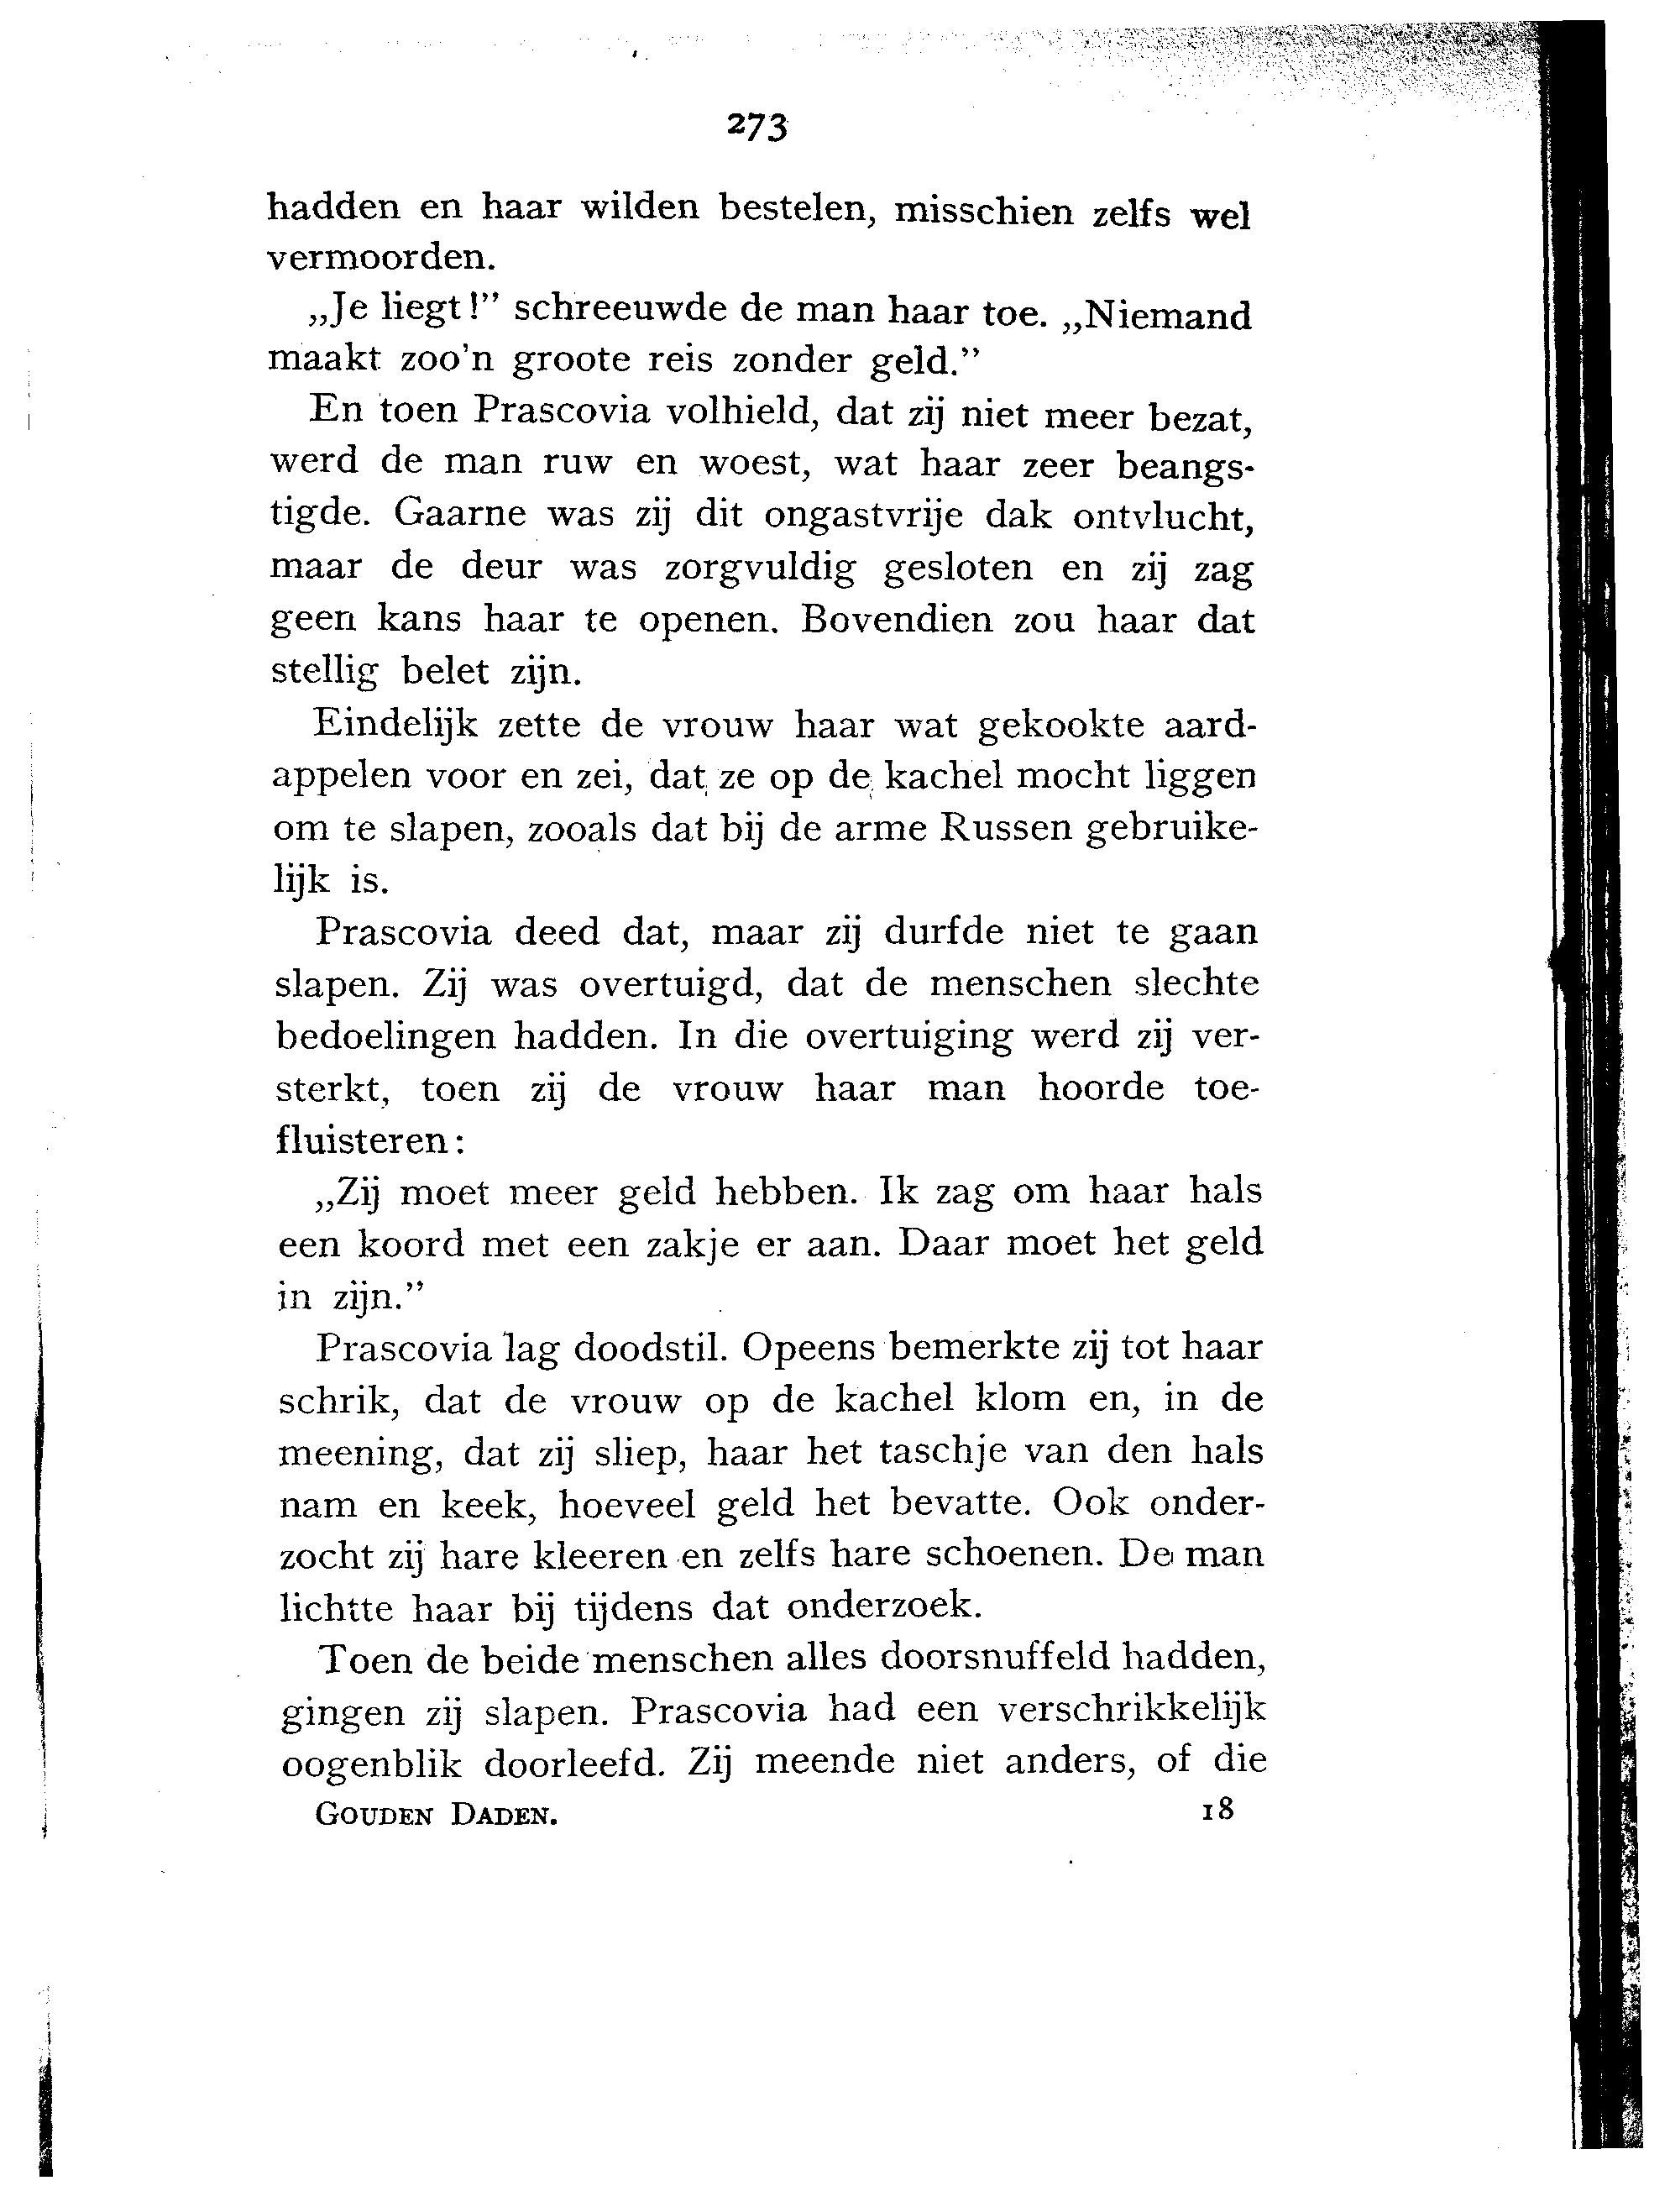 273
hadden en haar wilden bestelen, misschien zelfs wel
vermoorden.
„Je liegt!” schreeuwde de man haar toe. „Niemand
maakt zoo'n groote reis zonder geld.”
En toen Prascovia volhield, dat zij niet meer bezat,
werd de man ruw en woest, wat haar zeer beangs-
tigde. Gaarne was zij dit ongastvrije dak ontvlucht,
maar de deur was zorgvuldig gesloten en zij zag
geen kans haar te openen. Bovendien zou haar dat
stellig belet zijn.
Eindelijk zette de vrouw haar wat gekookte aard-
appelen voor en zei, dat ze op de kachel mocht liggen
om te slapen, zooals dat bij de arme Russen gebruike-
lijk is.
Prascovia deed dat, maar zij durfde niet te gaan
slapen. Zij was overtuigd, dat de menschen slechte
bedoelingen hadden. In die overtuiging werd zij ver-
sterkt, toen zij de vrouw haar man hoorde toe-
fluisteren:
„Zij moet meer geld hebben. Ik zag om haar hals
een koord met een zakje er aan. Daar moet het geld
in zijn.”
Prascovia lag doodstil. Opeens bemerkte zij tot haar
schrik, dat de vrouw op de kachel klom en, in de
meening, dat zij sliep, haar het taschje van den hals
nam en keek, hoeveel geld het bevatte. Ook onder-
zocht zij hare kleeren en zelfs hare schoenen. De man
lichtte haar bij tijdens dat onderzoek.
Toen de beide menschen alles doorsnuffeld hadden,
gingen zij slapen. Prascovia had een verschrikkelijk
oogenblik doorleefd. Zij meende niet anders, of die
GOUDEN DADEN. 18